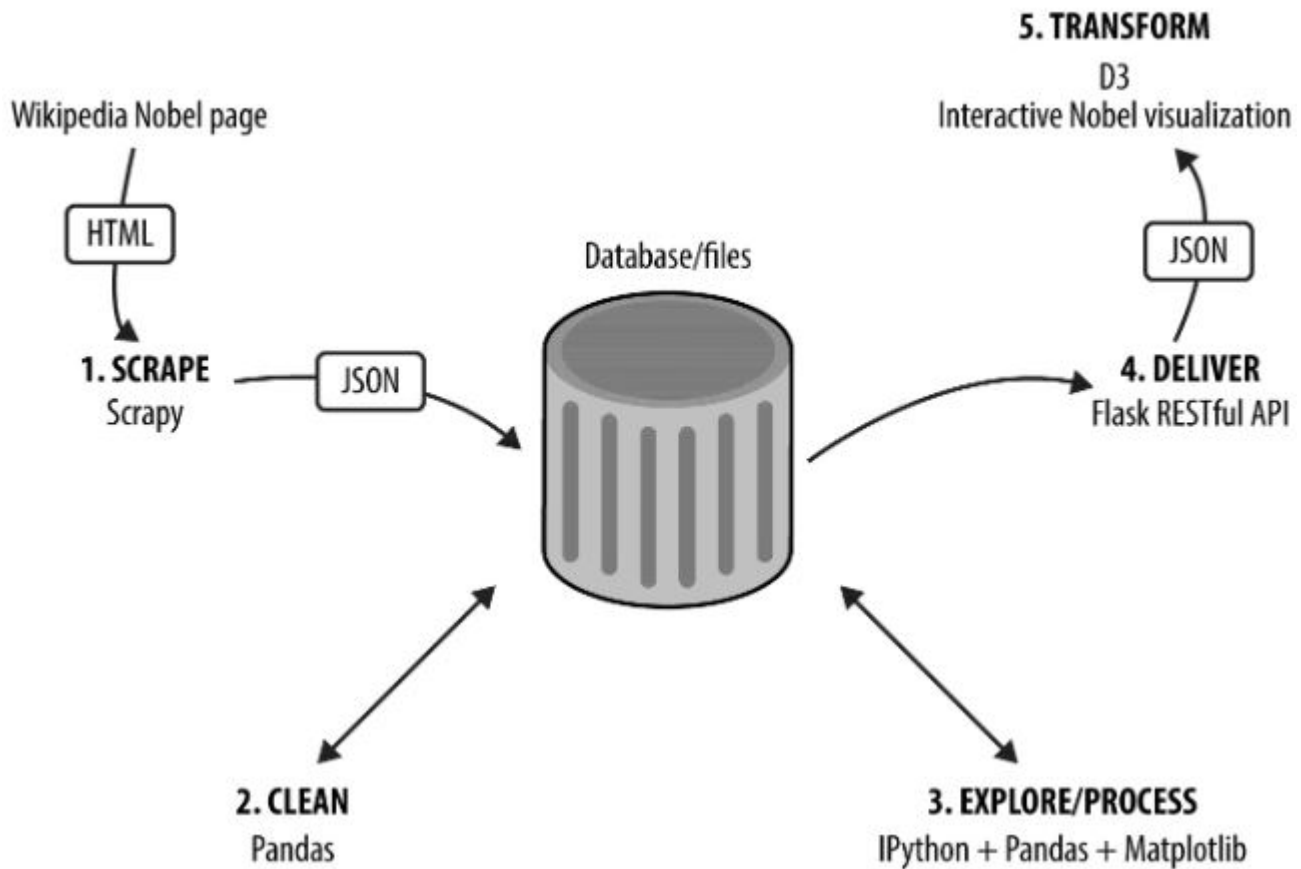 5. TRANSFORM
D3
Interactive Nobel visualization
Wikipedia Nobel page
HTML
JSON
Database/files
1. SCRAPE
Scrapy
JSON
4. DELIVER
Flask RESTful API
2. CLEAN
Pandas
3. EXPLORE/PROCESS
IPython + Pandas + Matplotlib